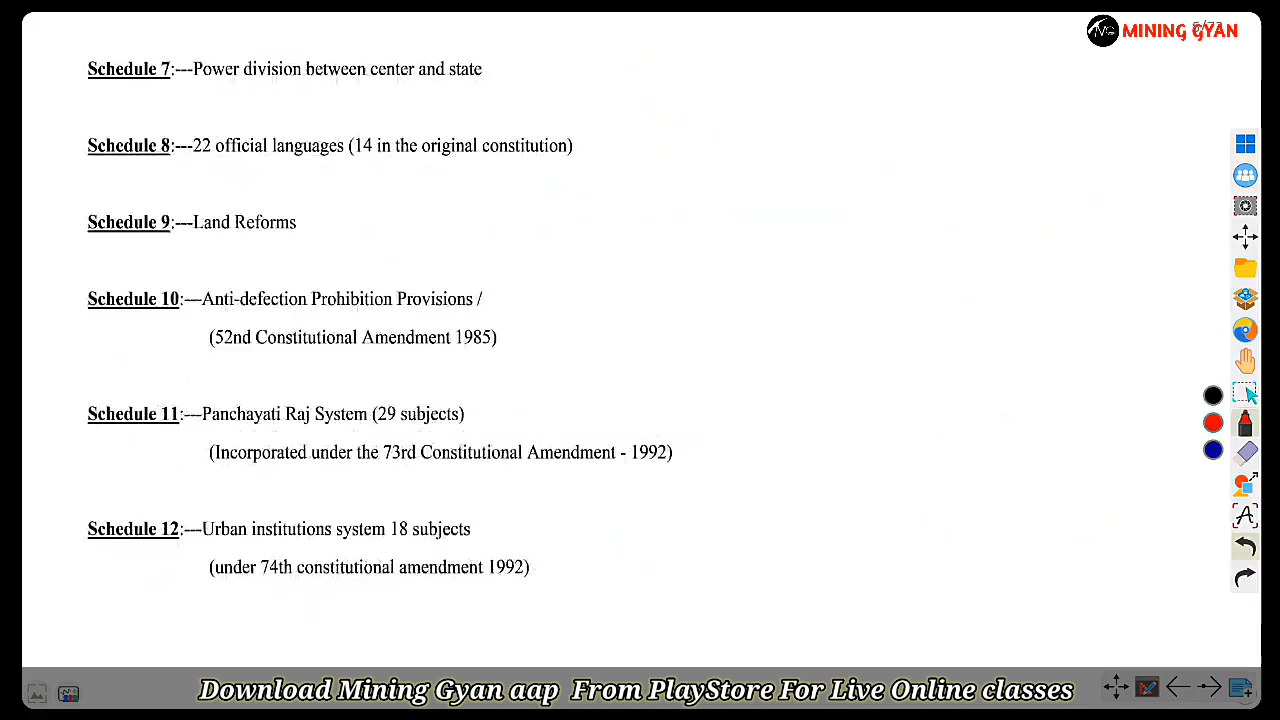 5/73
MINING GYAN
Schedule 7:---Power division between center and state
Schedule 8:---22 official languages (14 in the original constitution)
Schedule 9:---Land Reforms
Schedule 10:---Anti-defection Prohibition Provisions /
(52nd Constitutional Amendment 1985)
Schedule 11:---Panchayati Raj System (29 subjects)
(Incorporated under the 73rd Constitutional Amendment - 1992)
Schedule 12:---Urban institutions system 18 subjects
(under 74th constitutional amendment 1992)
Download Mining Gyan aap From PlayStore For Live Online classes